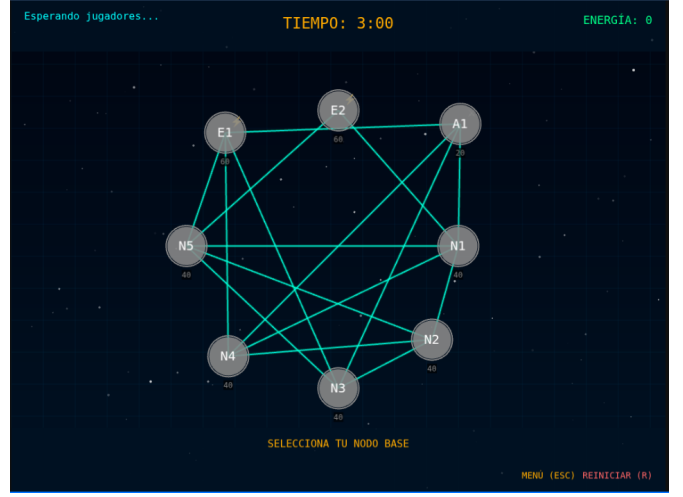 Esperando jugadores...
TIEMPO: 3:00
ENERGÍA: 0
E2
60
A1
20
E1
60
N5
40
N1
40
N2
40
N4
40
N3
40
SELECCIONA TU NODO BASE
MENÚ (ESC) REINICIAR (R)